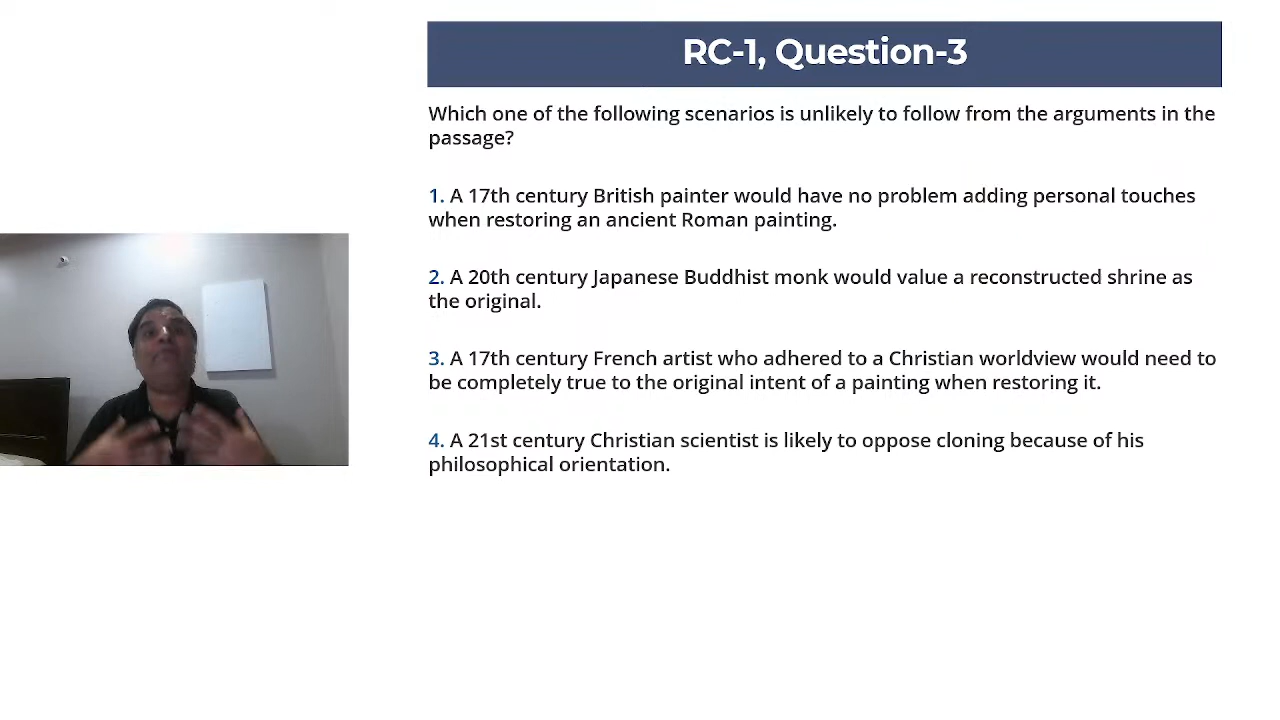 RC-1, Question-3
Which one of the following scenarios is unlikely to follow from the arguments in the
passage?
1. A 17th century British painter would have no problem adding personal touches
when restoring an ancient Roman painting.
2. A 20th century Japanese Buddhist monk would value a reconstructed shrine as
the original.
3. A 17th century French artist who adhered to a Christian worldview would need to
be completely true to the original intent of a painting when restoring it.
4. A 21st century Christian scientist is likely to oppose cloning because of his
philosophical orientation.